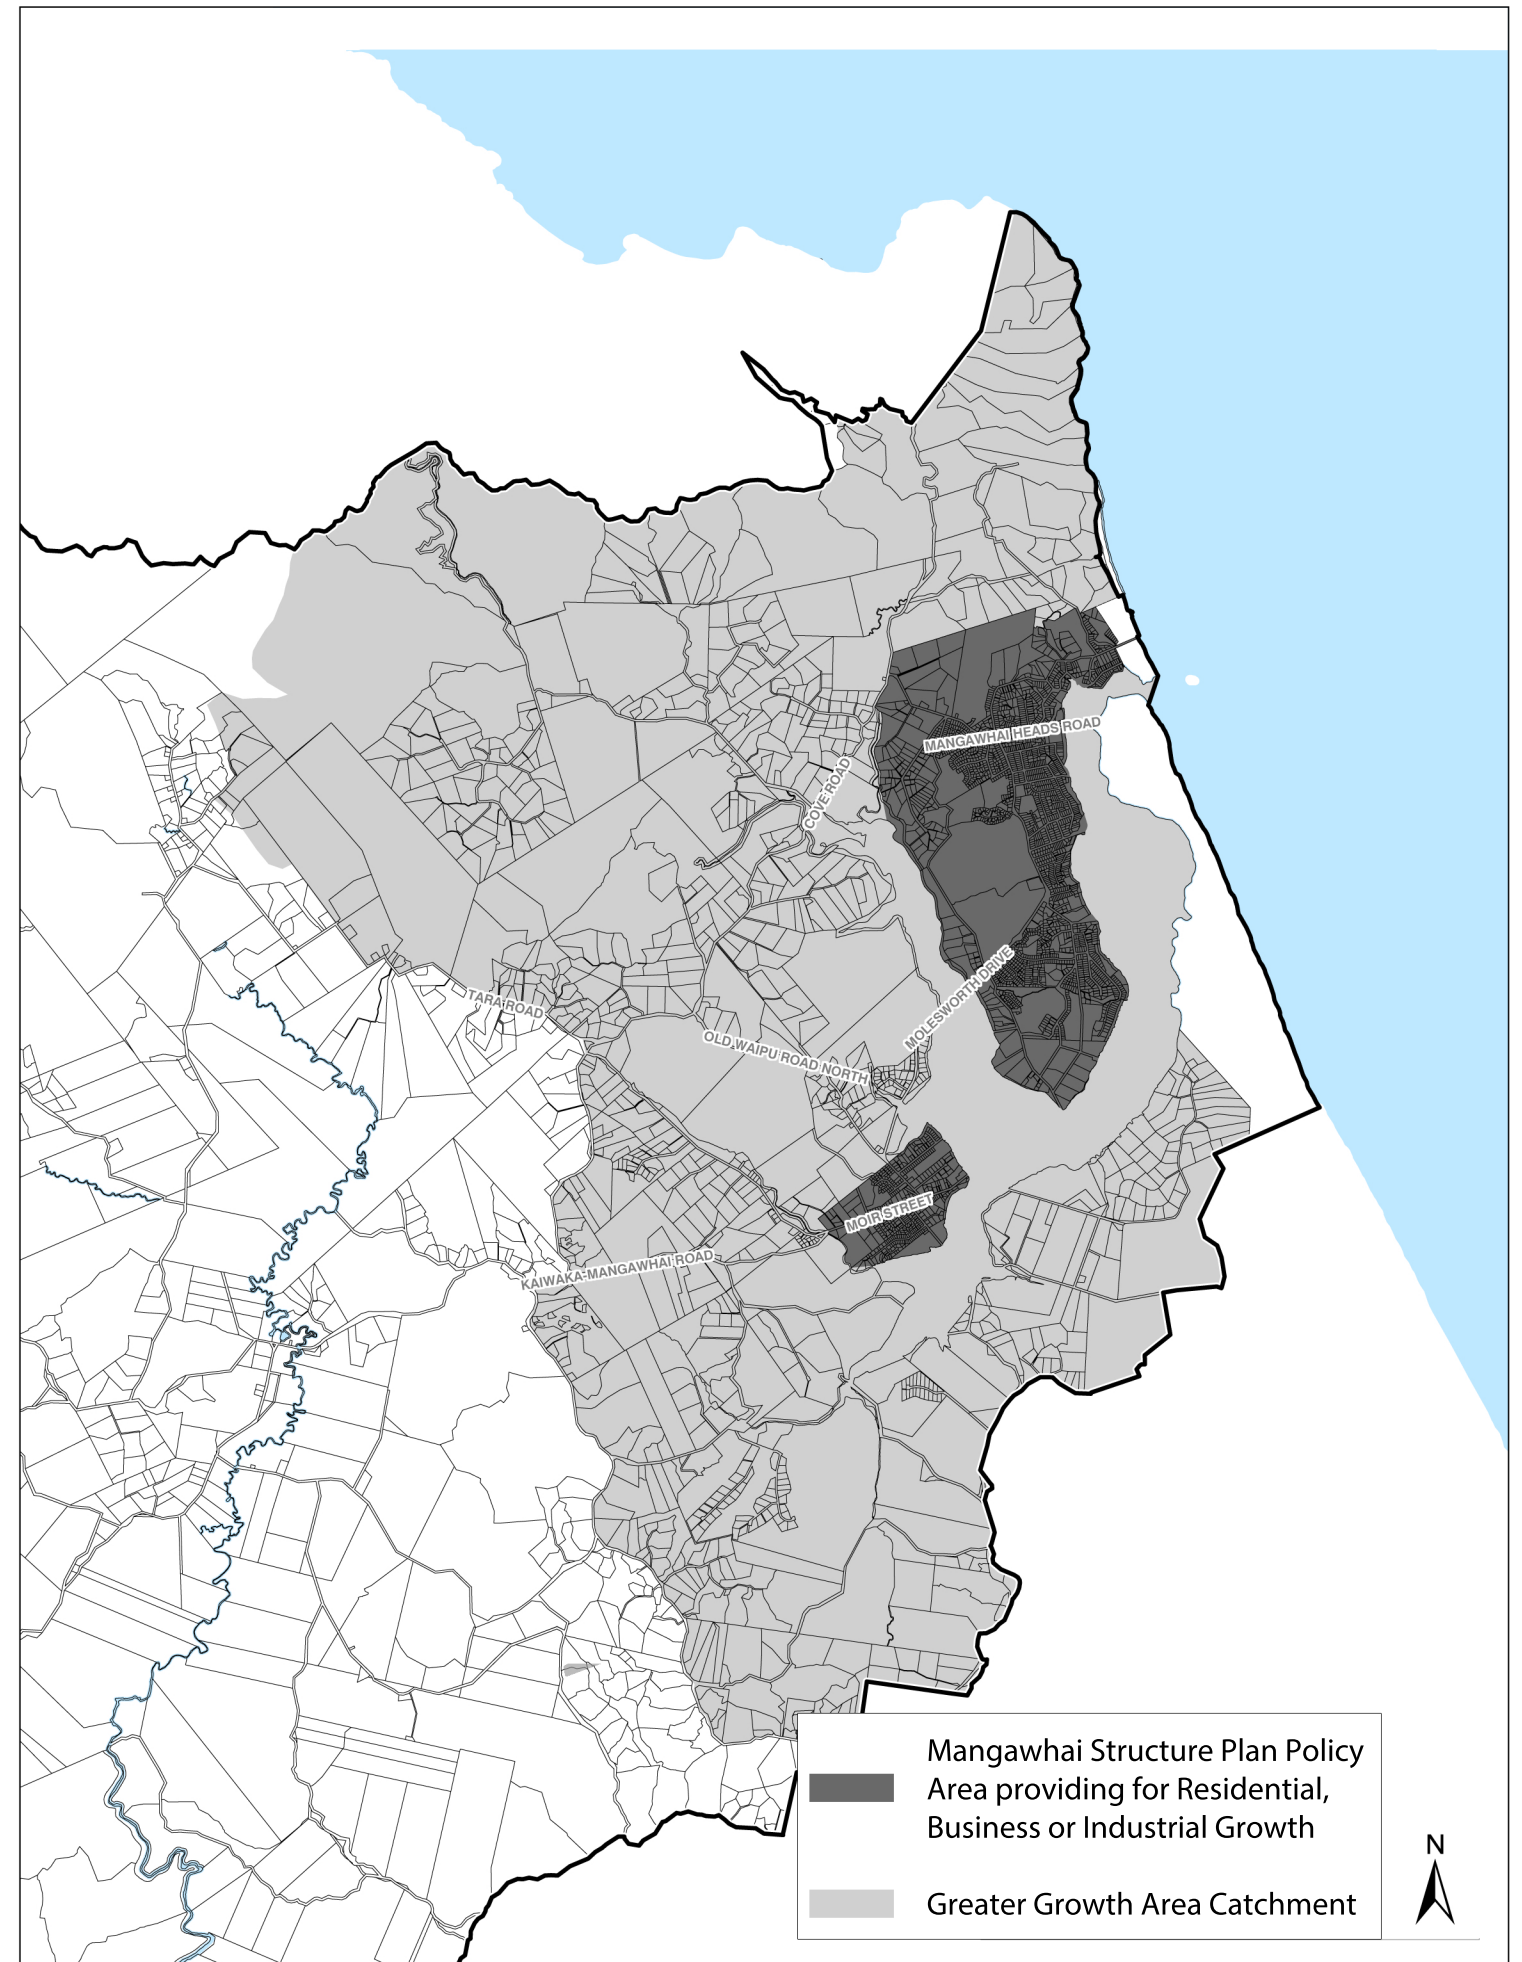 MANGAWHAI HEADS ROAD
COVE ROAD
MOLESWORTH DRIVE
TARA ROAD
OLD WAIPU ROAD NORTH
MOIR STREET
KAIWAKA-MANGAWHAI ROAD
Mangawhai Structure Plan Policy
Area providing for Residential,
Business or Industrial Growth
Greater Growth Area Catchment
N